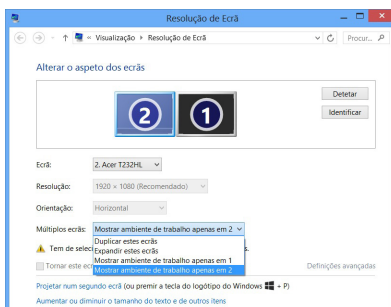 Resolução de Ecrã
« Visualização ▸ Resolução de Ecrã
Procur...
Alterar o aspeto dos ecrãs
2
1
Detetar
Identificar
Ecrã: 2. Acer T232HL
Resolução: 1920 × 1080 (Recomendado)
Orientação: Horizontal
Múltiplos ecrãs: Mostrar ambiente de trabalho apenas em 2
Duplicar estes ecrãs
Expandir estes ecrãs
Mostrar ambiente de trabalho apenas em 1
Mostrar ambiente de trabalho apenas em 2
Tem de selec
s.
Tornar este ec
Definições avançadas
Projetar num segundo ecrã (ou premir a tecla do logótipo do Windows + P)
Aumentar ou diminuir o tamanho do texto e de outros itens